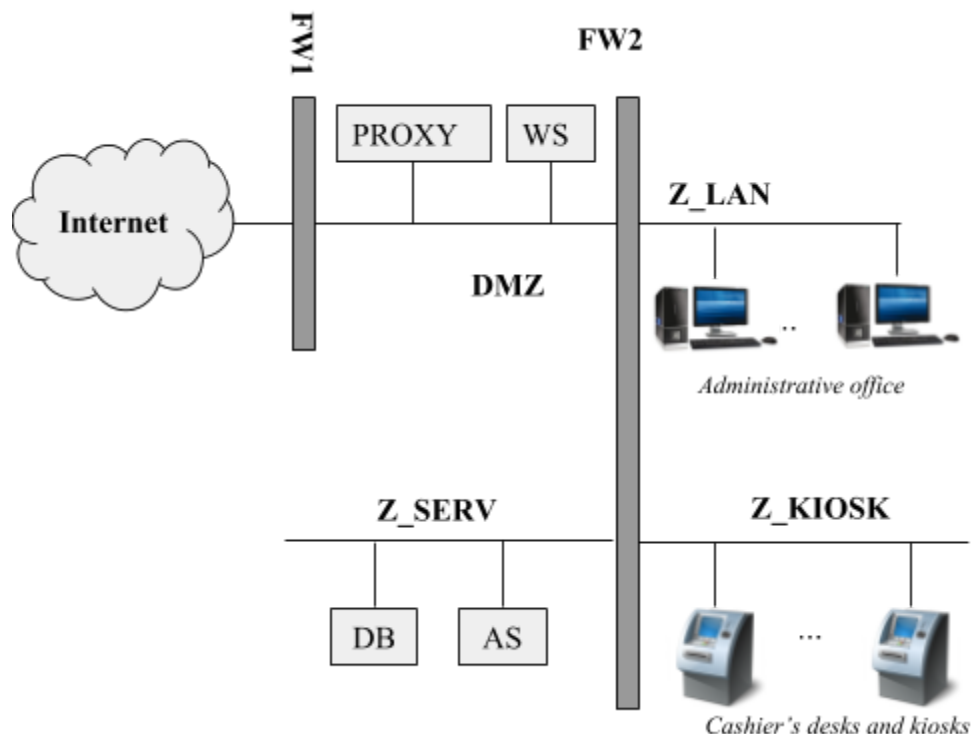 FW1
FW2
PROXY
WS
Z_LAN
Internet
DMZ
..
Administrative office
Z_SERV
Z_KIOSK
DB
AS
...
Cashier's desks and kiosks